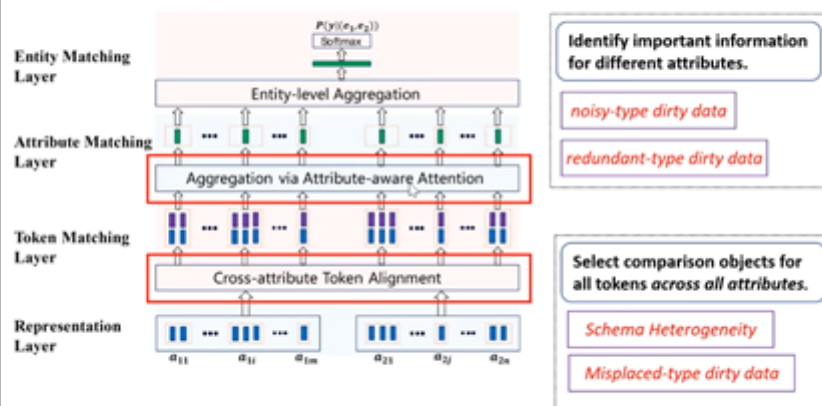 P(y|(e₁,e₂))
Softmax
Entity Matching
Layer
Entity-level Aggregation
Attribute Matching
Layer
Aggregation via Attribute-aware Attention
Token Matching
Layer
Cross-attribute Token Alignment
Representation
Layer
a₁₁ ... a₁ᵢ ... a₁ₘ a₂₁ ... a₂ⱼ ... a₂ₙ
Identify important information
for different attributes.
noisy-type dirty data
redundant-type dirty data
Select comparison objects for
all tokens across all attributes.
Schema Heterogeneity
Misplaced-type dirty data